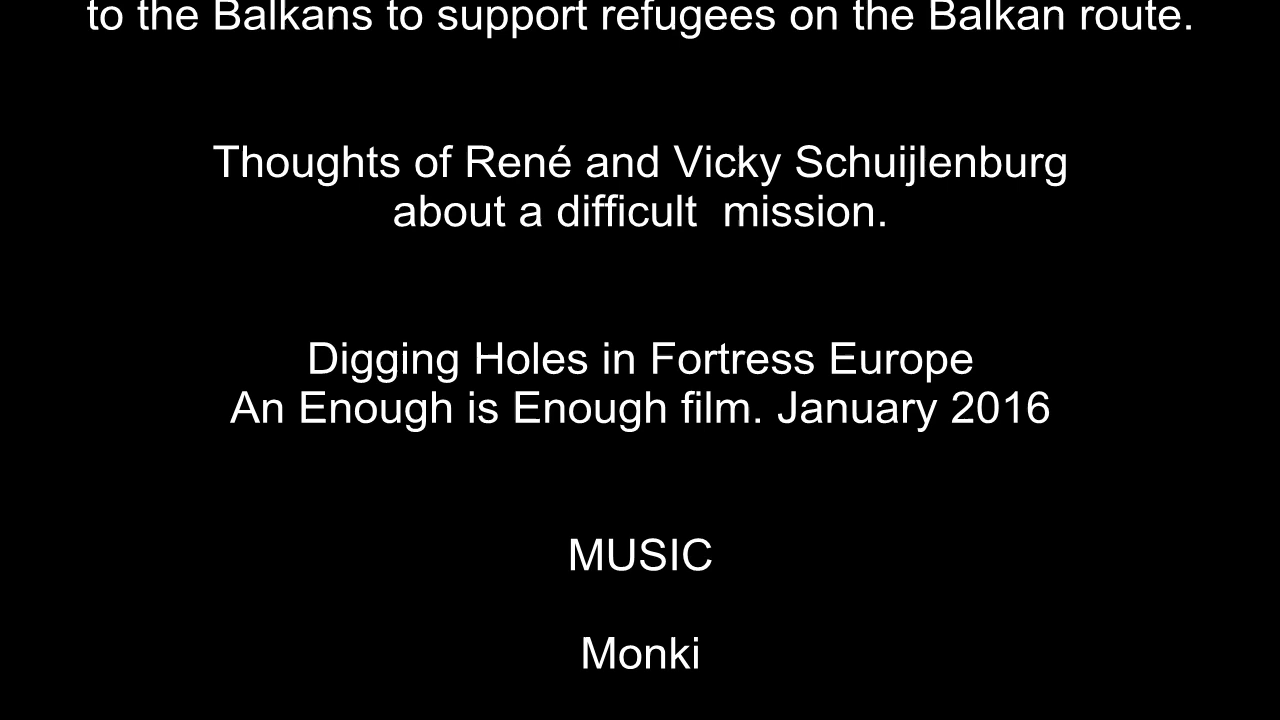 to the Balkans to support refugees on the Balkan route.
Thoughts of René and Vicky Schuijlenburg
about a difficult  mission.
Digging Holes in Fortress Europe
An Enough is Enough film. January 2016
MUSIC
Monki